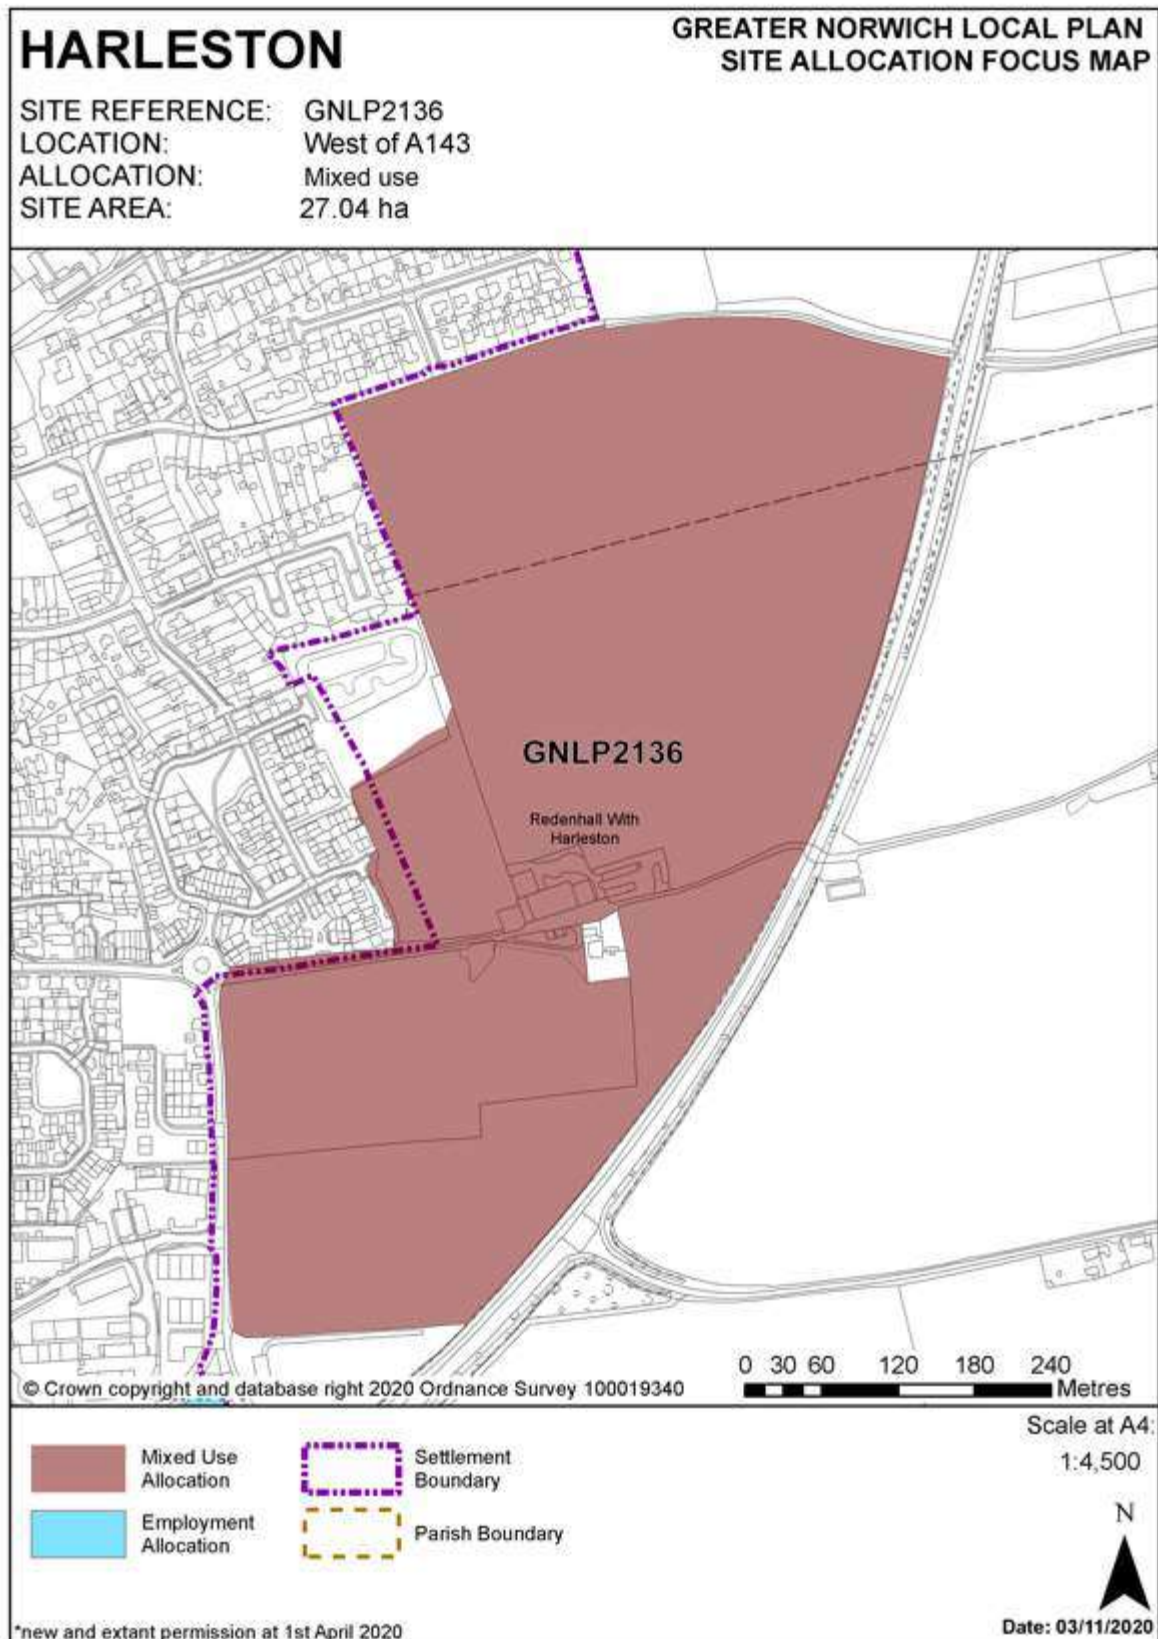 HARLESTON
GREATER NORWICH LOCAL PLAN
SITE ALLOCATION FOCUS MAP
SITE REFERENCE: GNLP2136
LOCATION: West of A143
ALLOCATION: Mixed use
SITE AREA: 27.04 ha
GNLP2136
Redenhall With
Harleston
0 30 60 120 180 240
Metres
© Crown copyright and database right 2020 Ordnance Survey 100019340
Mixed Use
Allocation
Settlement
Boundary
Employment
Allocation
Parish Boundary
Scale at A4:
1:4,500
N
*new and extant permission at 1st April 2020
Date: 03/11/2020